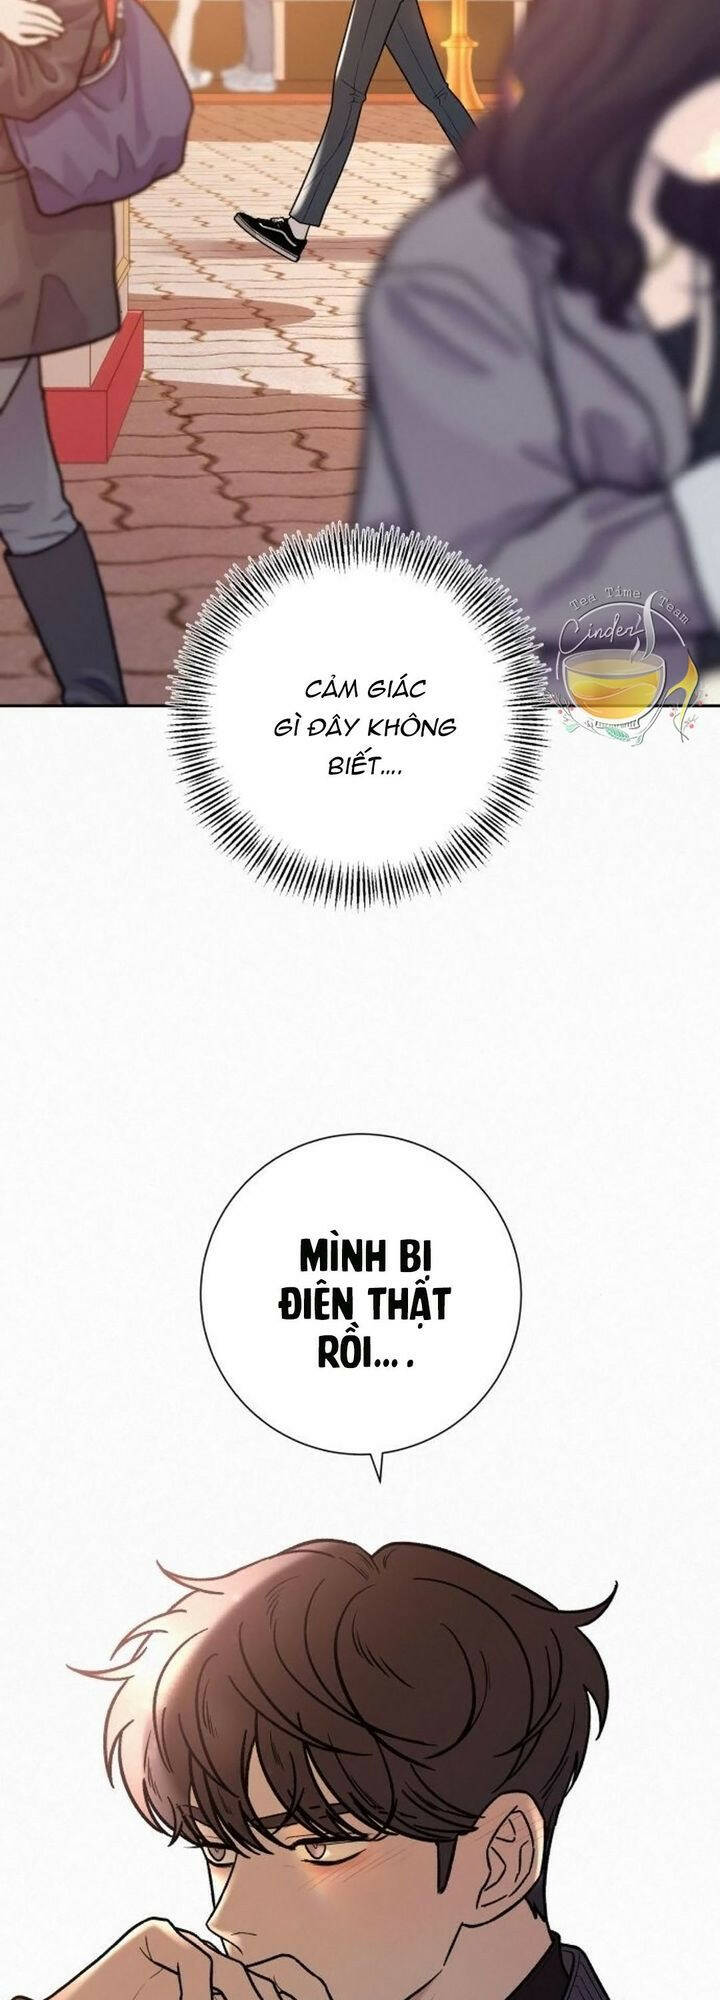 Tea Time Team
Cinder
CẢM GIÁC
GÌ ĐÂY KHÔNG
BIẾT....
MÌNH BỊ
ĐIÊN THẬT
RỒI... .